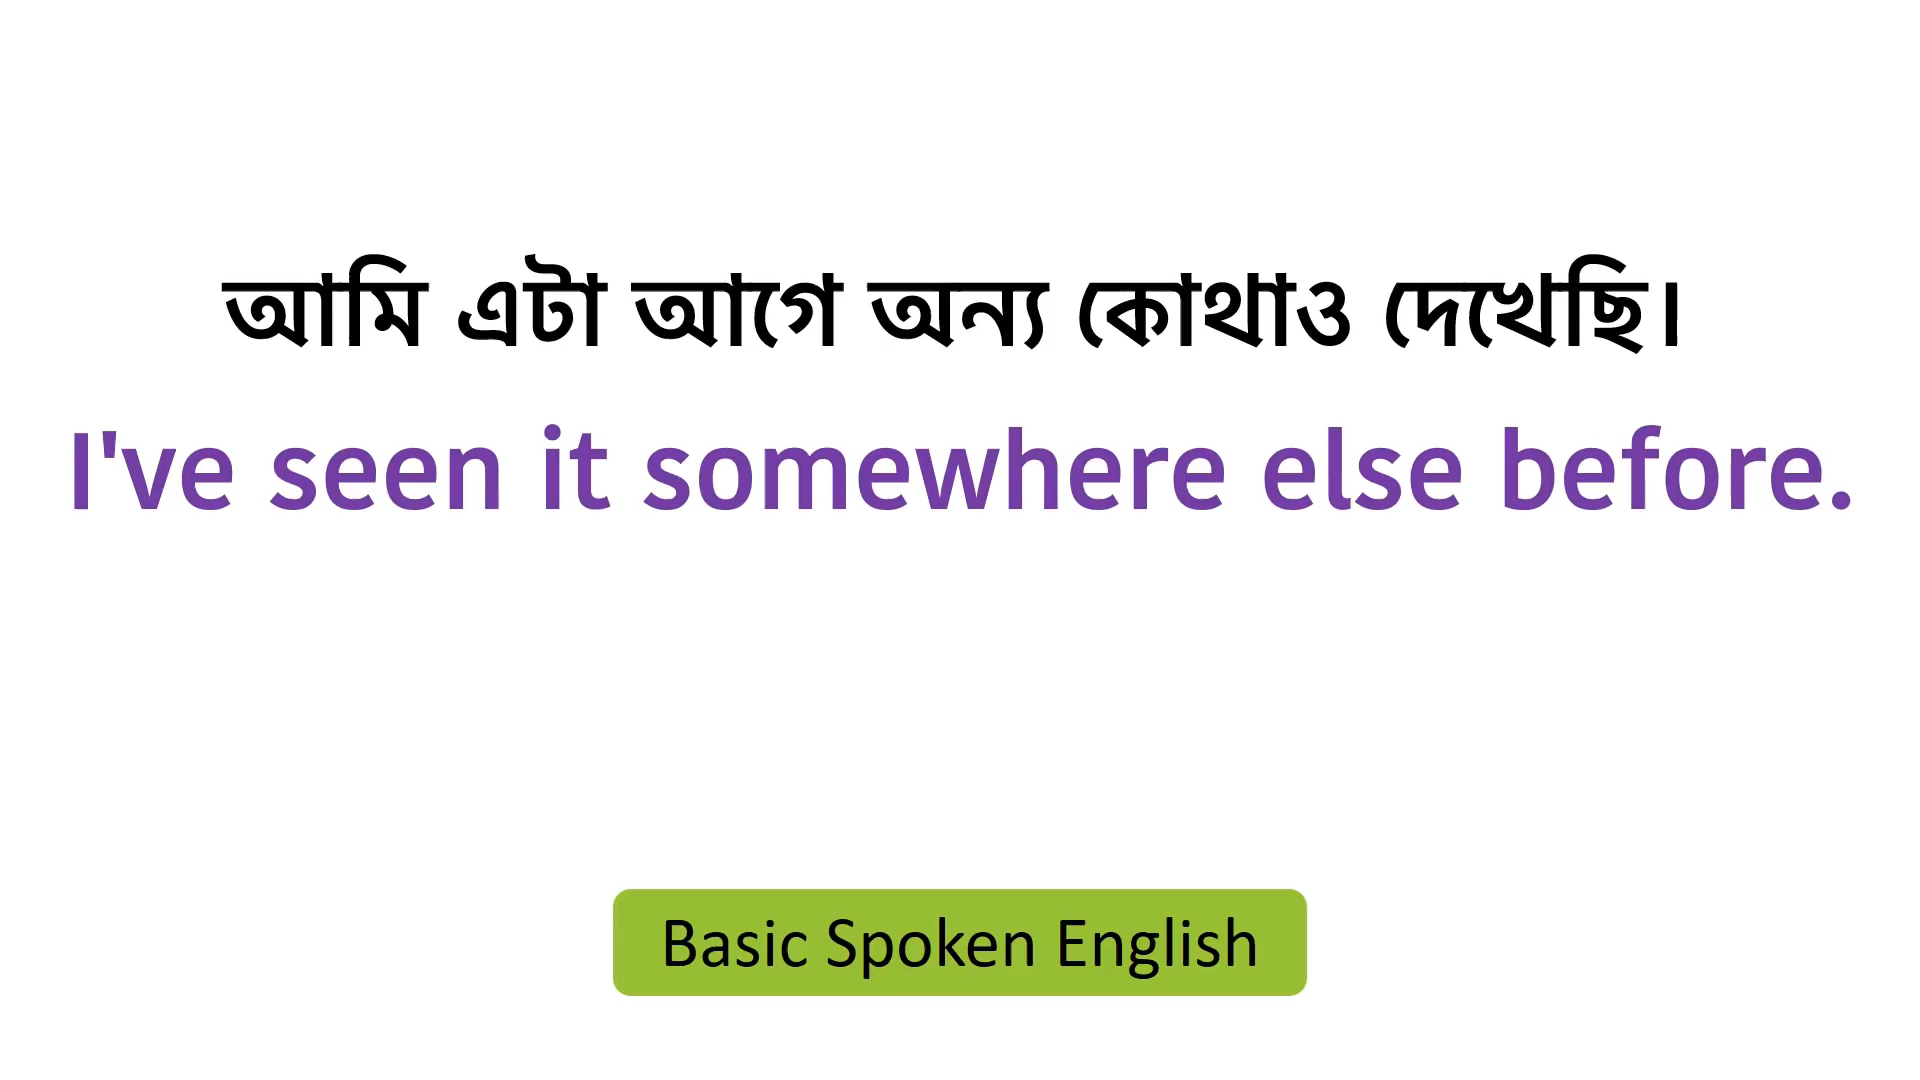 আমি এটা আগে অন্য কোথাও দেখেছি।
I've seen it somewhere else before.
Basic Spoken English